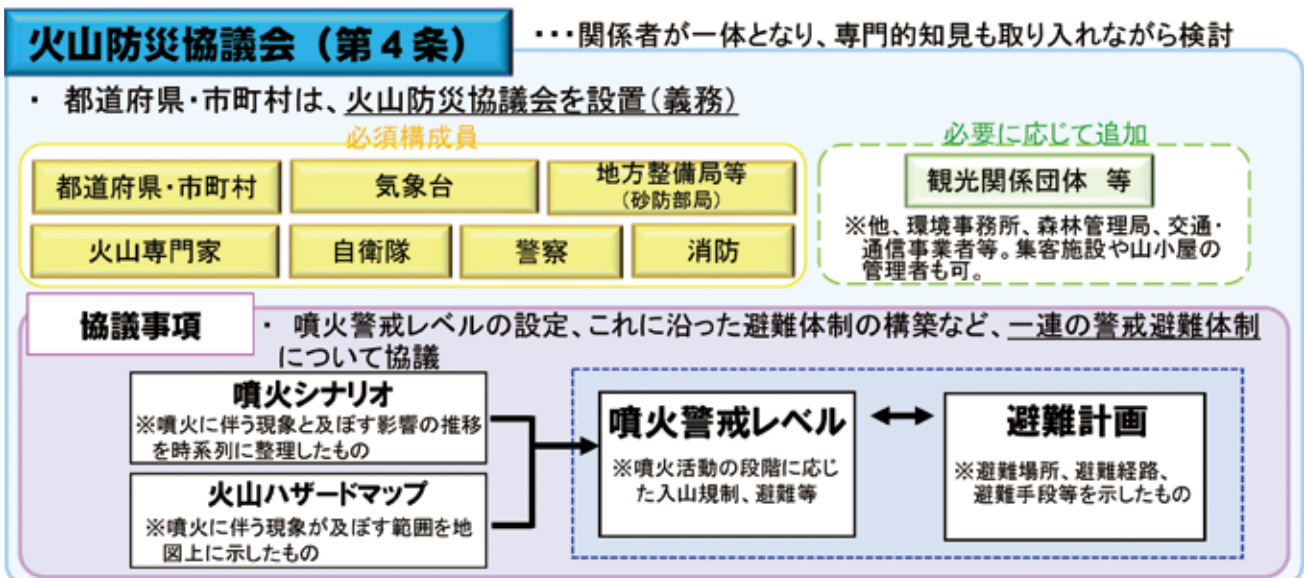 火山防災協議会(第4条)
・・・関係者が一体となり、専門的知見も取り入れながら検討
・ 都道府県・市町村は、火山防災協議会を設置(義務)
必須構成員
必要に応じて追加
都道府県・市町村
気象台
地方整備局等
(砂防部局)
火山専門家
自衛隊
警察
消防
観光関係団体 等
※他、環境事務所、森林管理局、交通・
通信事業者等。集客施設や山小屋の
管理者も可。
協議事項
・ 噴火警戒レベルの設定、これに沿った避難体制の構築など、一連の警戒避難体制
について協議
噴火シナリオ
※噴火に伴う現象と及ぼす影響の推移
を時系列に整理したもの
火山ハザードマップ
※噴火に伴う現象が及ぼす範囲を地
図上に示したもの
噴火警戒レベル
※噴火活動の段階に応じ
た入山規制、避難等
避難計画
※避難場所、避難経路、
避難手段等を示したもの